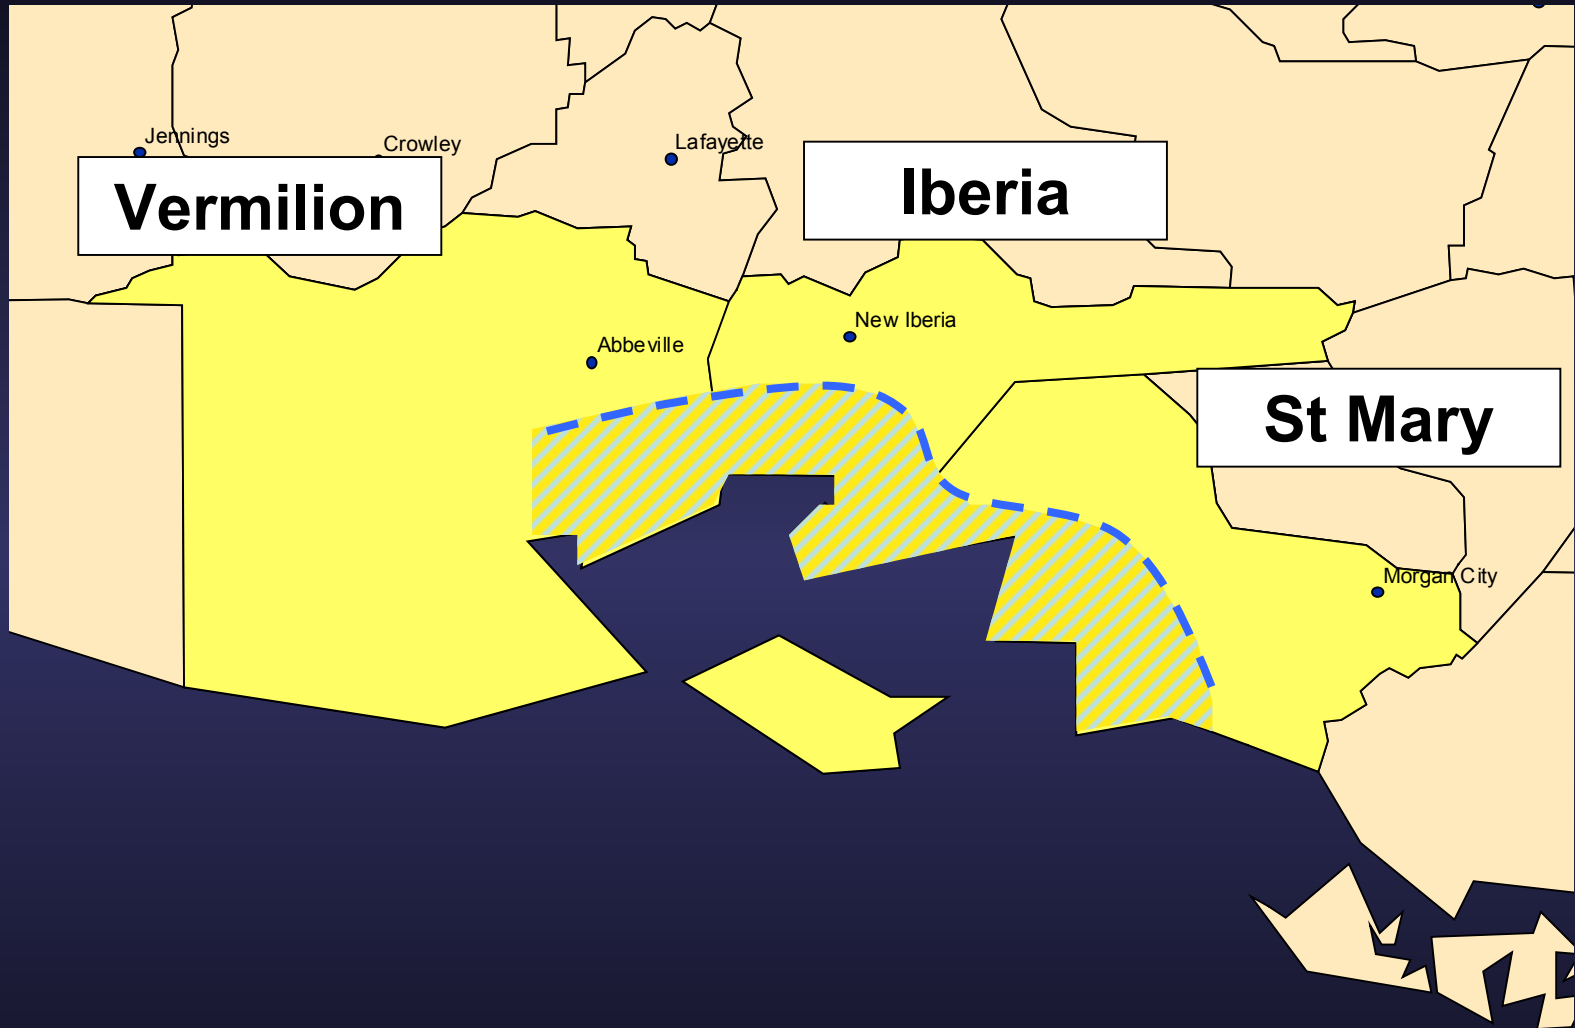 Jennings
Crowley
Lafayette
Vermilion
Iberia
New Iberia
Abbeville
St Mary
Morgan City